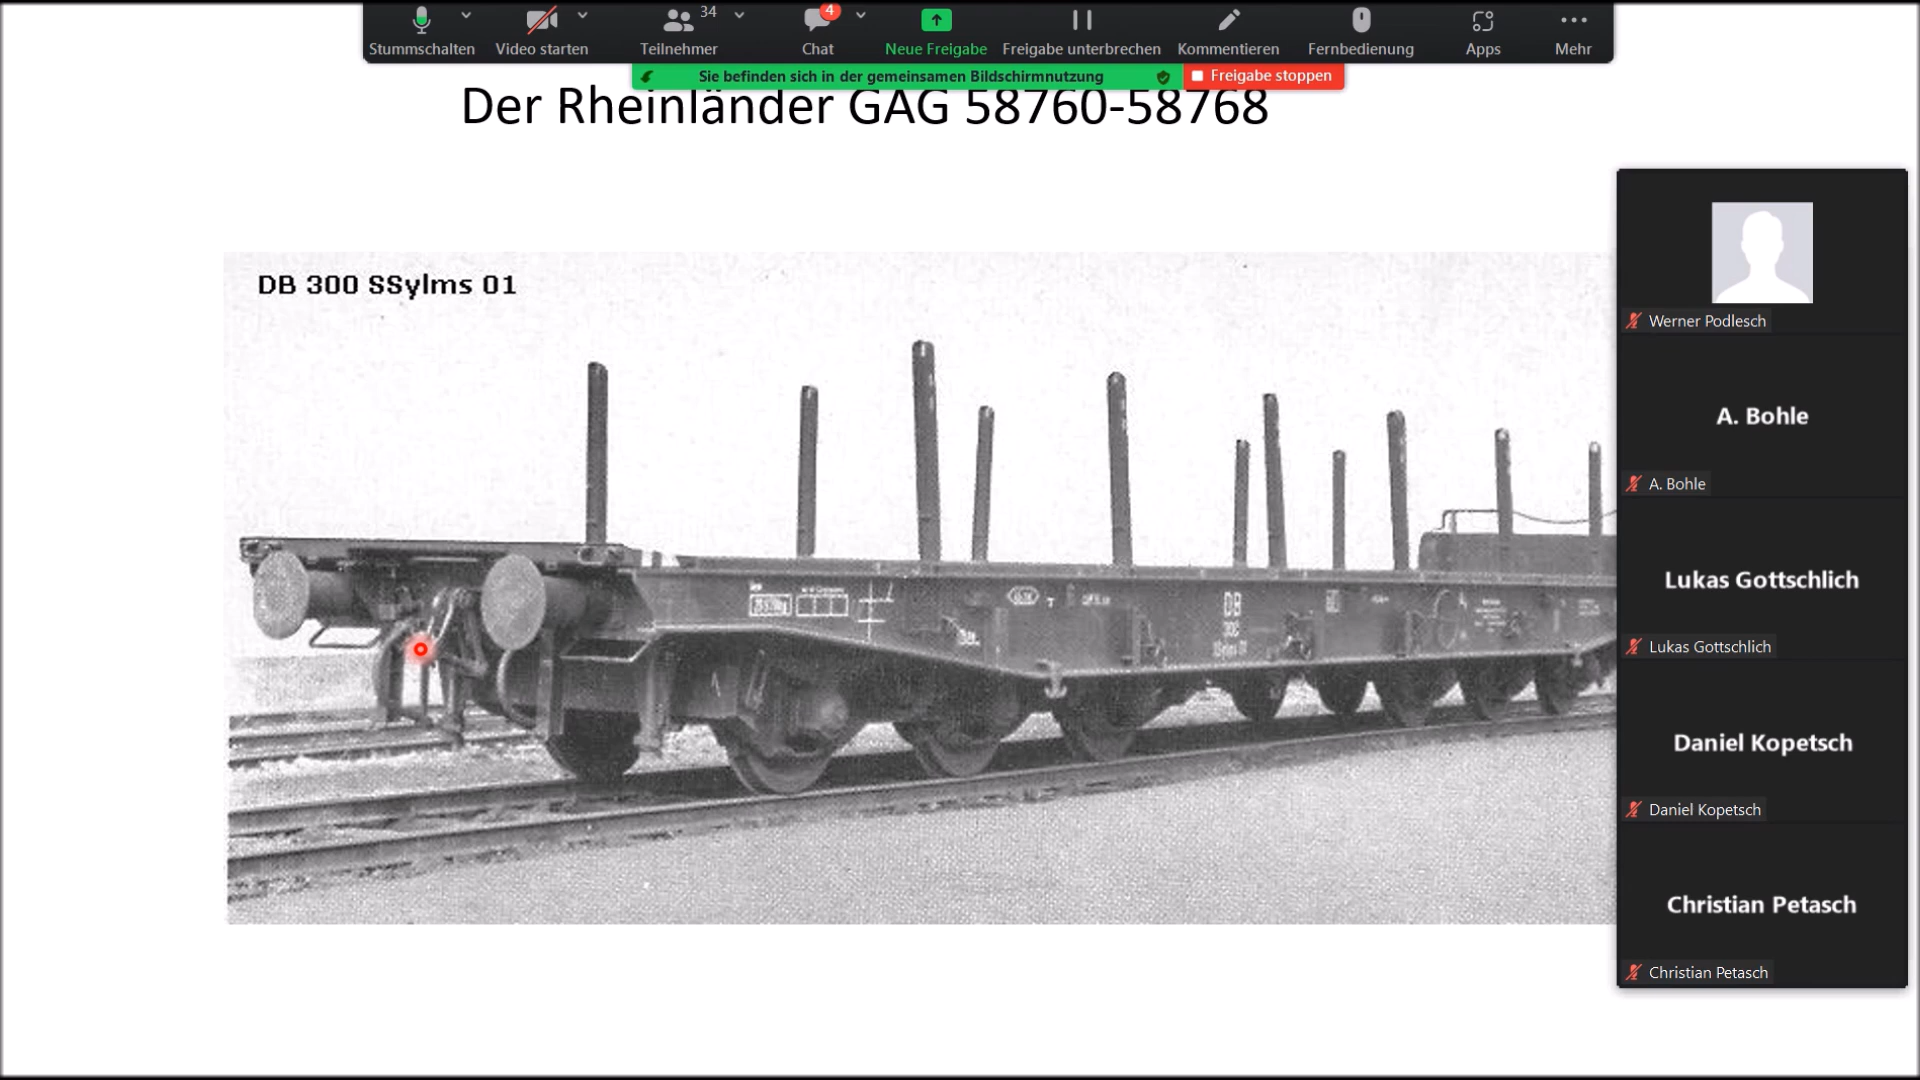 34
4
Stummschalten
Video starten
Teilnehmer
Chat
Neue Freigabe
Freigabe unterbrechen
Kommentieren
Fernbedienung
Apps
Mehr
Sie befinden sich in der gemeinsamen Bildschirmnutzung
Freigabe stoppen
Der Rheinländer GAG 58760-58768
DB 300 SSylms 01
DB
300
Werner Podlesch
A. Bohle
A. Bohle
Lukas Gottschlich
Lukas Gottschlich
Daniel Kopetsch
Daniel Kopetsch
Christian Petasch
Christian Petasch